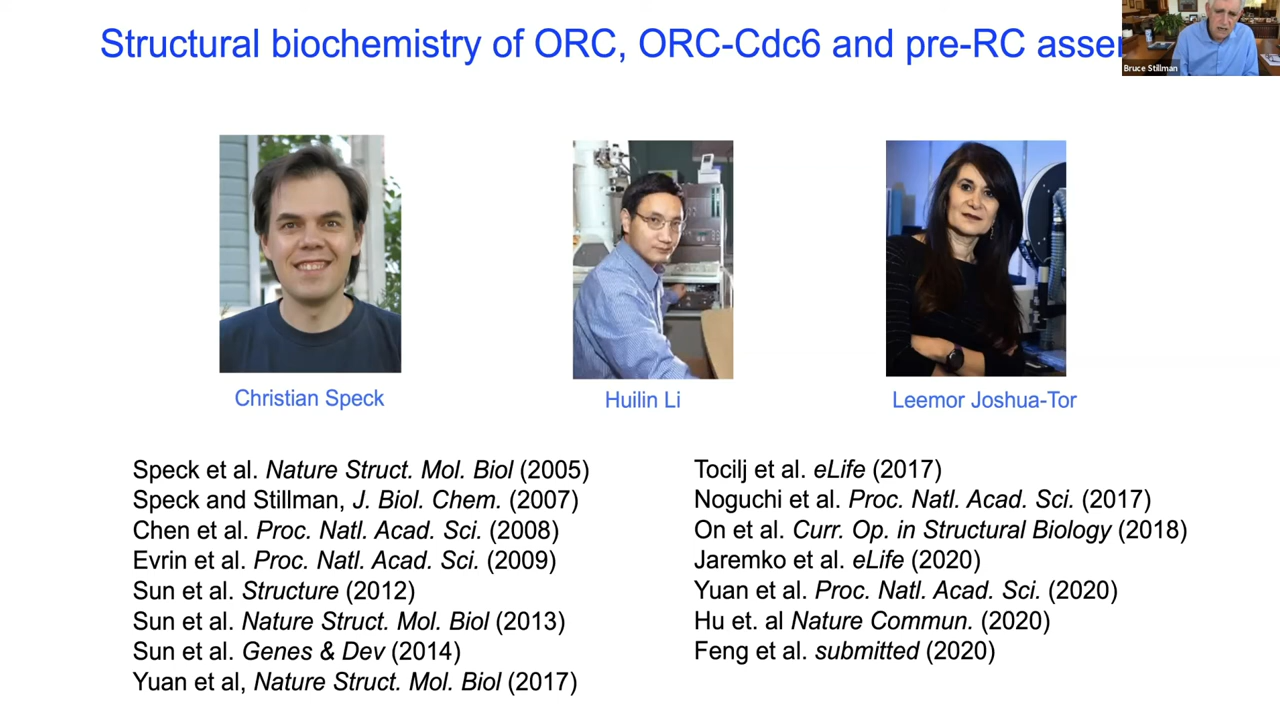 Structural biochemistry of ORC, ORC-Cdc6 and pre-RC assem
Bruce Stillman
Christian Speck
Huilin Li
Leemor Joshua-Tor
Speck et al. Nature Struct. Mol. Biol (2005)
Speck and Stillman, J. Biol. Chem. (2007)
Chen et al. Proc. Natl. Acad. Sci. (2008)
Evrin et al. Proc. Natl. Acad. Sci. (2009)
Sun et al. Structure (2012)
Sun et al. Nature Struct. Mol. Biol (2013)
Sun et al. Genes & Dev (2014)
Yuan et al, Nature Struct. Mol. Biol (2017)
Tocilj et al. eLife (2017)
Noguchi et al. Proc. Natl. Acad. Sci. (2017)
On et al. Curr. Op. in Structural Biology (2018)
Jaremko et al. eLife (2020)
Yuan et al. Proc. Natl. Acad. Sci. (2020)
Hu et. al Nature Commun. (2020)
Feng et al. submitted (2020)